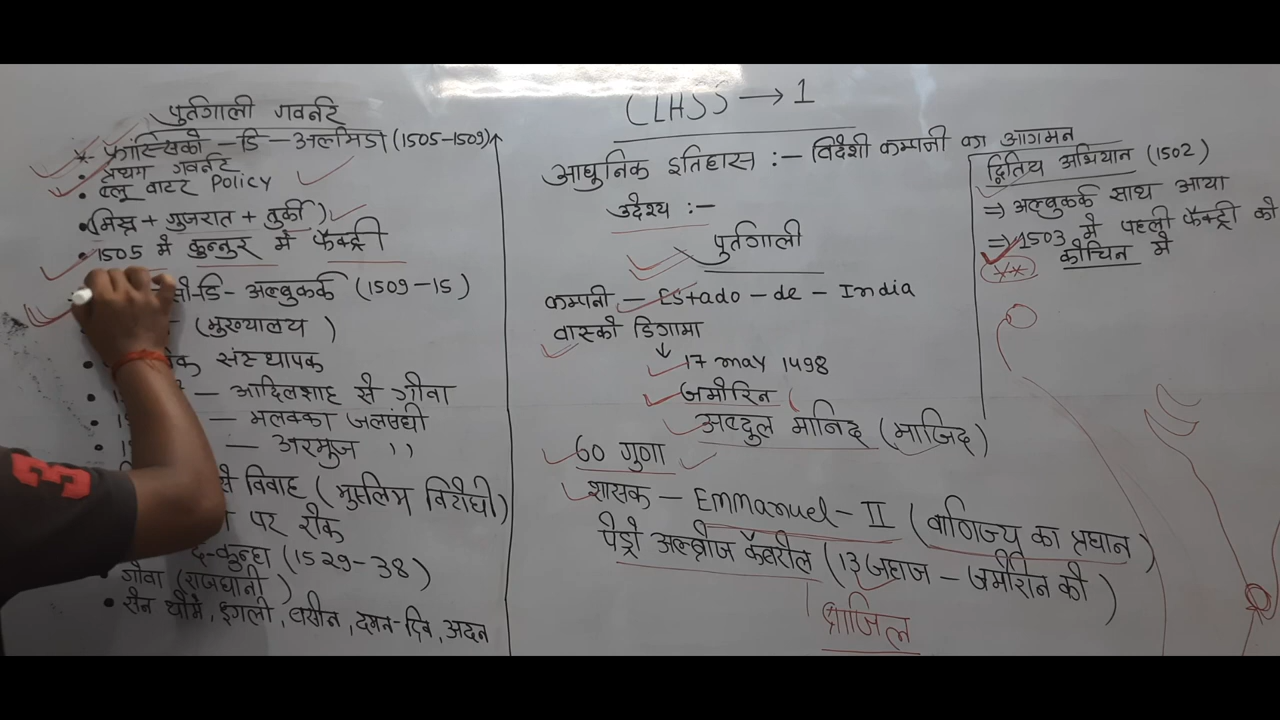 CLASS → 1
आधुनिक इतिहास :- विदेशी कम्पनी का आगमन
उद्देश्य :-
पुर्तगाली
कम्पनी - Estado - de - India
वास्को डिगामा
↓
17 may 1498
जमोरिन
अब्दुल मानिद (माजिद)
60 गुणा
शासक - Emmanuel - II (वाणिज्य का प्रधान)
पेड्रो अल्ब्रोज कैबरील (13 जहाज - जमोरिन को)
ब्राजिल
द्वितिय अभियान (1502)
⇒ अल्बुकर्क साथ आया
⇒ 1503 में पहली फैक्ट्री को
कोचिन में
**
पुर्तगाली गवर्नर
* फ्रांस्सिको - डि - अल्मिडा (1505-1509)
• प्रथम गवर्नर
• ब्लू वाटर Policy
• मिस्र + गुजरात + तुर्की)
• 1505 में कुन्नुर में फैक्ट्री
डि - अल्बुकर्क (1509-15)
- (मुख्यालय)
संस्थापक
- आदिलशाह से गोवा
- मलक्का जलसंधी
- अरमुज ,,
से विवाह (मुस्लिम विरोधी)
पर रोक
द-कुन्हा (1529-38)
• गोवा (राजधानी)
• सेन थोमे, हुगली, बसीन, दमन-दिव, अदन
3